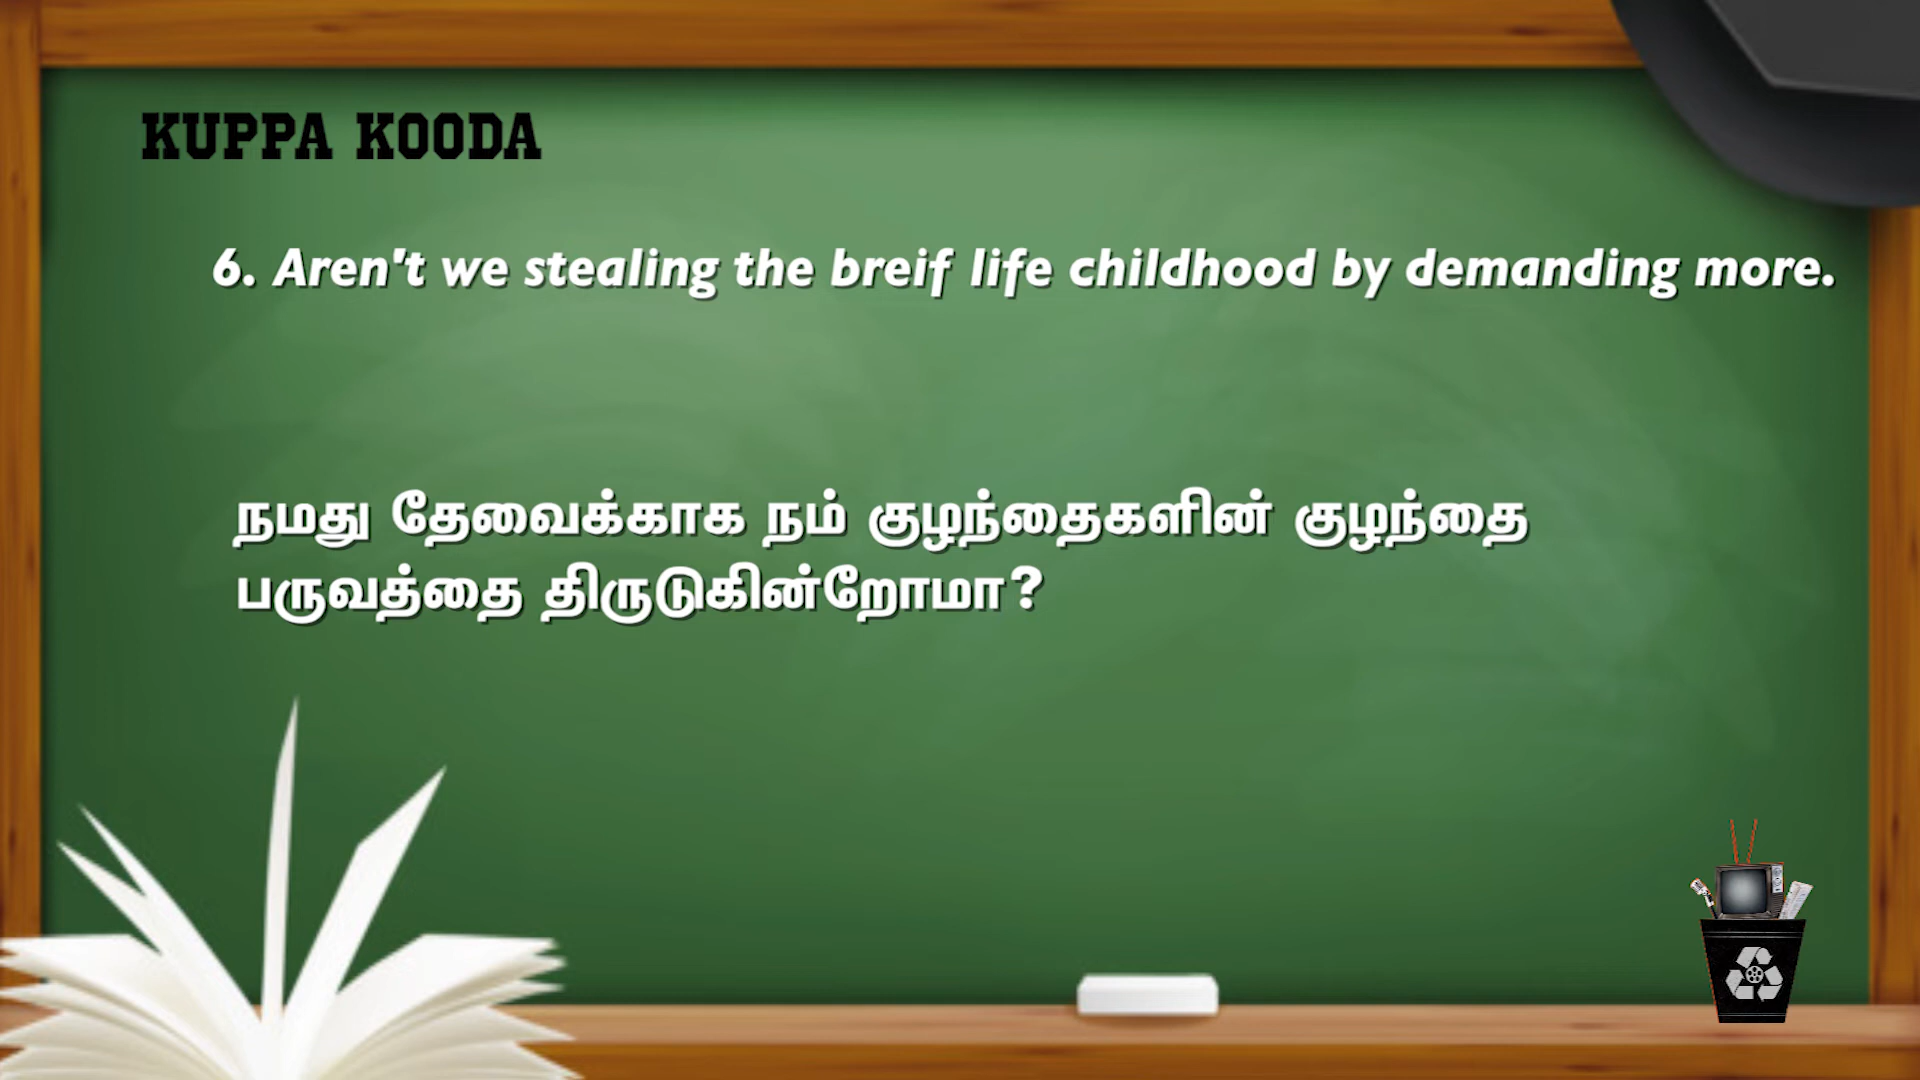 KUPPA KOODA
6. Aren't we stealing the breif life childhood by demanding more.
நமது தேவைக்காக நம் குழந்தைகளின் குழந்தை
பருவத்தை திருடுகின்றோமா?